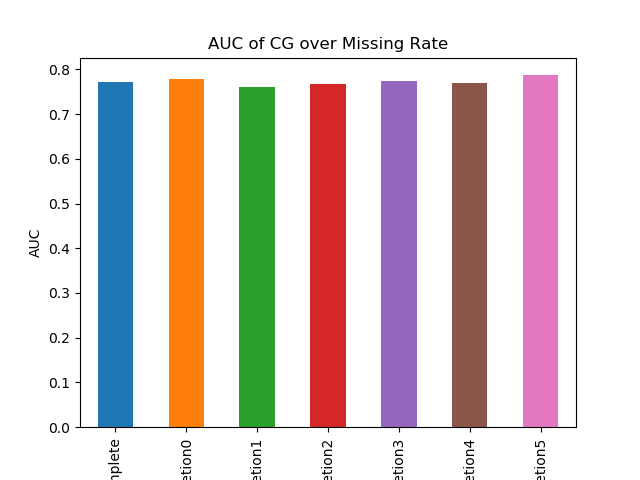 AUC of CG over Missing Rate
0.8
0.7
0.6
0.5
0.4
0.3
0.2
0.1
0.0
AUC
nplete
etion0
etion1
etion2
etion3
etion4
etion5